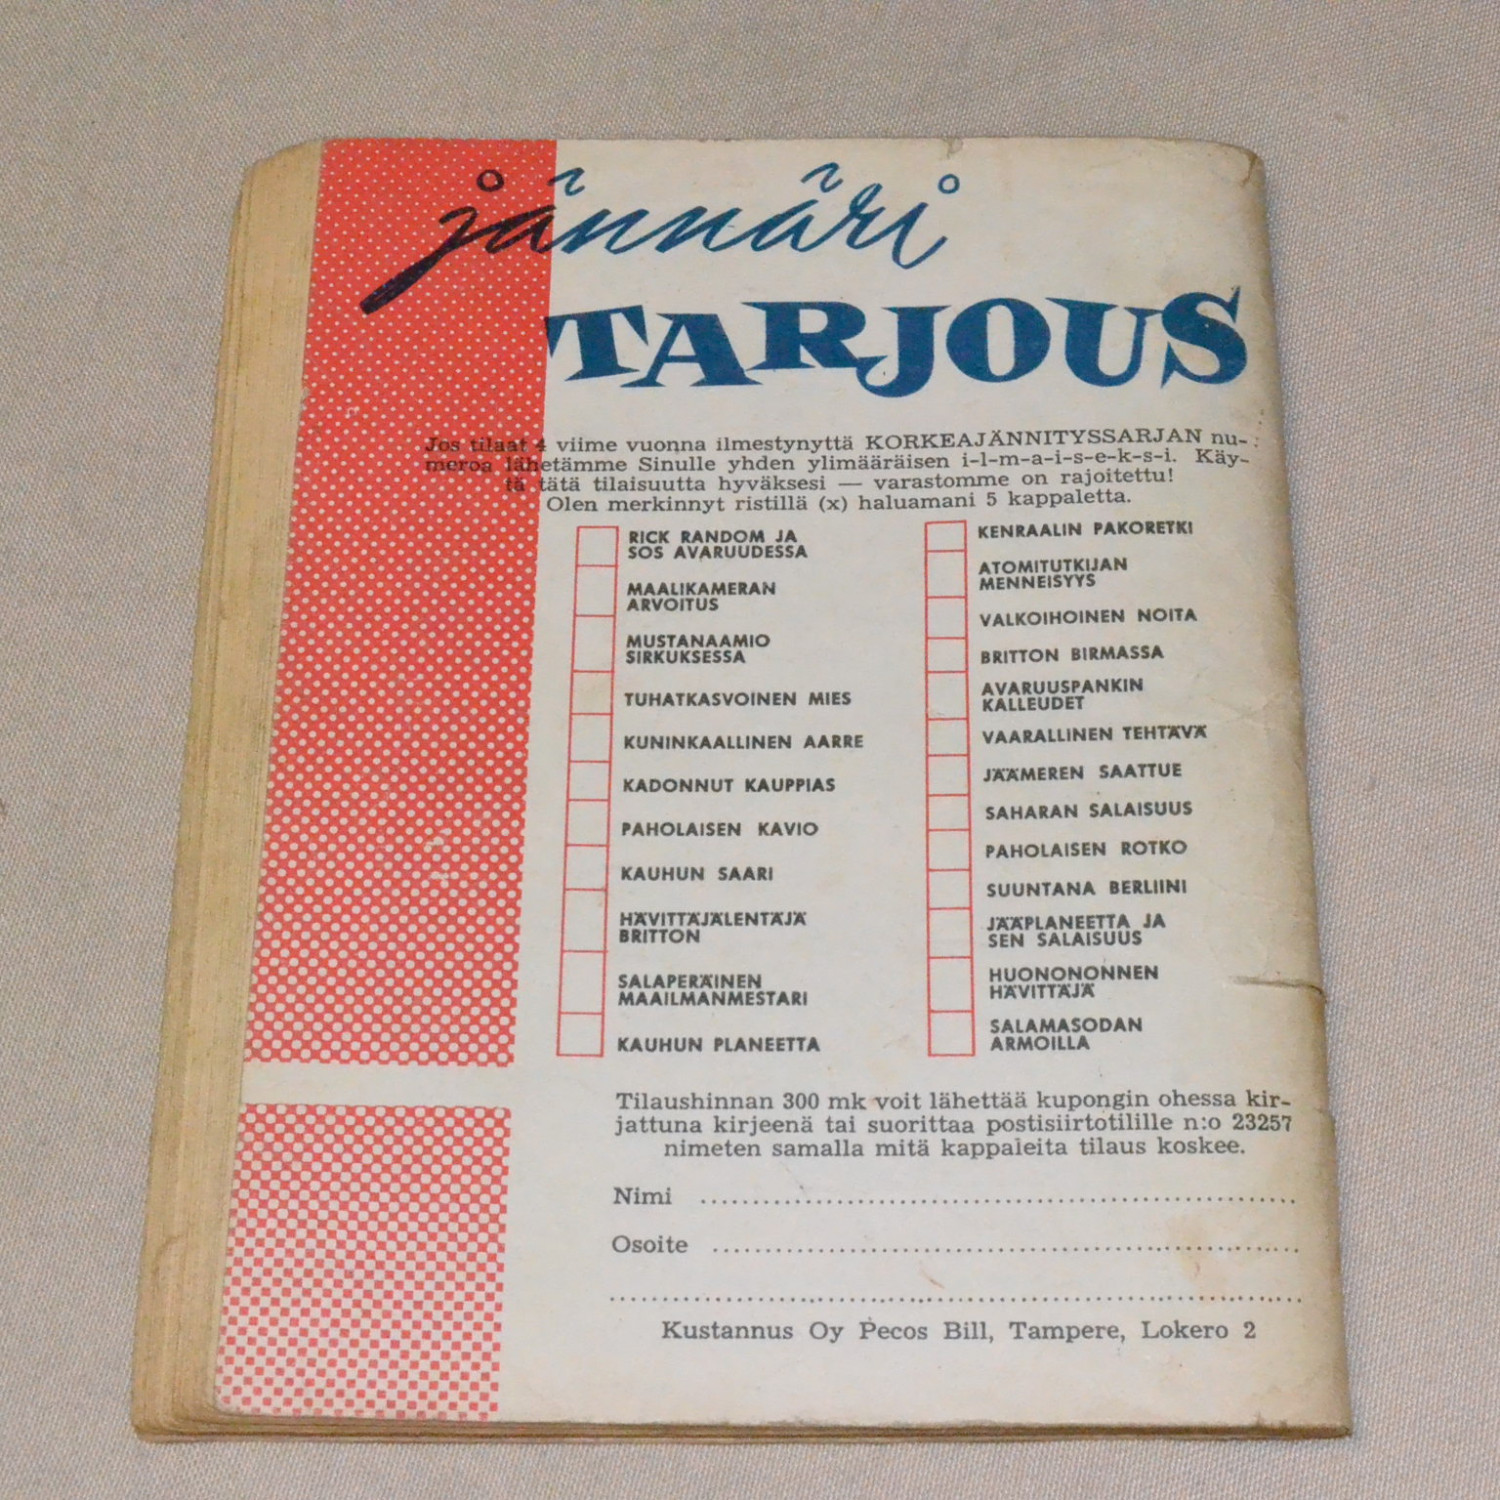 jännäri
TARJOUS
Jos tilaat 4 viime vuonna ilmestynyttä KORKEAJÄNNITYSSARJAN nu-
meroa lähetämme Sinulle yhden ylimääräisen i-l-m-a-i-s-e-k-s-i. Käy-
tä tätä tilaisuutta hyväksesi — varastomme on rajoitettu!
Olen merkinnyt ristillä (x) haluamani 5 kappaletta.
RICK RANDOM JA
SOS AVARUUDESSA
MAALIKAMERAN
ARVOITUS
MUSTANAAMIO
SIRKUKSESSA
TUHATKASVOINEN MIES
KUNINKAALLINEN AARRE
KADONNUT KAUPPIAS
PAHOLAISEN KAVIO
KAUHUN SAARI
HÄVITTÄJÄLENTÄJÄ
BRITTON
SALAPERÄINEN
MAAILMANMESTARI
KAUHUN PLANEETTA
KENRAALIN PAKORETKI
ATOMITUTKIJAN
MENNEISYYS
VALKOIHOINEN NOITA
BRITTON BIRMASSA
AVARUUSPANKIN
KALLEUDET
VAARALLINEN TEHTÄVÄ
JÄÄMEREN SAATTUE
SAHARAN SALAISUUS
PAHOLAISEN ROTKO
SUUNTANA BERLIINI
JÄÄPLANEETTA JA
SEN SALAISUUS
HUONONONNEN
HÄVITTÄJÄ
SALAMASODAN
ARMOILLA
Tilaushinnan 300 mk voit lähettää kupongin ohessa kir-
jattuna kirjeenä tai suorittaa postisiirtotilille n:o 23257
nimeten samalla mitä kappaleita tilaus koskee.
Nimi
Osoite
Kustannus Oy Pecos Bill, Tampere, Lokero 2